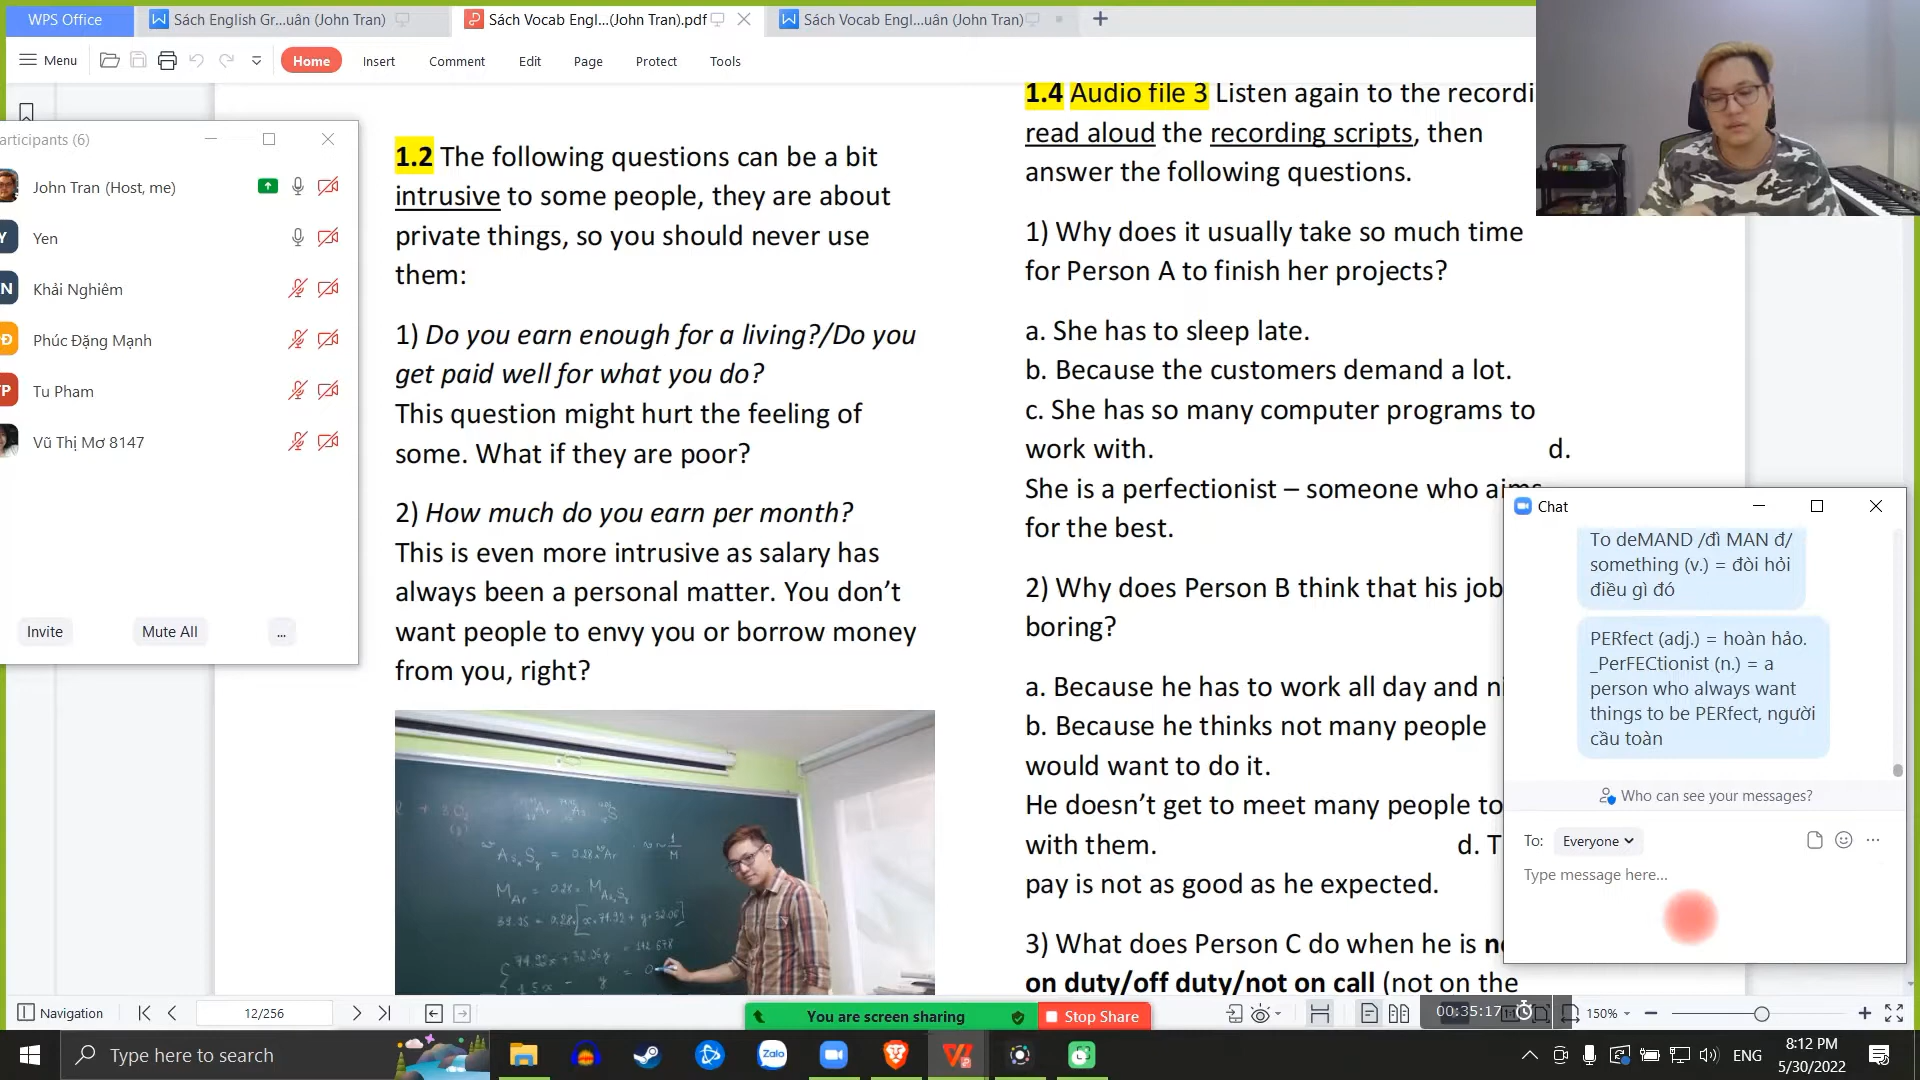 WPS Office
Sách English Gr...uân (John Tran)
Sách Vocab Engl...(John Tran).pdf
Sách Vocab Engl...uân (John Tran)
Menu
Home
Insert
Comment
Edit
Page
Protect
Tools
articipants (6)
John Tran (Host, me)
Y
Yen
N
Khải Nghiêm
Đ
Phúc Đặng Mạnh
P
Tu Pham
Vũ Thị Mơ 8147
Invite
Mute All
...
1.2 The following questions can be a bit
intrusive to some people, they are about
private things, so you should never use
them:
1) Do you earn enough for a living?/Do you
get paid well for what you do?
This question might hurt the feeling of
some. What if they are poor?
2) How much do you earn per month?
This is even more intrusive as salary has
always been a personal matter. You don’t
want people to envy you or borrow money
from you, right?
1.4 Audio file 3 Listen again to the recordi
read aloud the recording scripts, then
answer the following questions.
1) Why does it usually take so much time
for Person A to finish her projects?
a. She has to sleep late.
b. Because the customers demand a lot.
c. She has so many computer programs to
work with. d.
She is a perfectionist – someone who aims
for the best.
2) Why does Person B think that his job
boring?
a. Because he has to work all day and ni
b. Because he thinks not many people
would want to do it.
He doesn’t get to meet many people to
with them. d. T
pay is not as good as he expected.
3) What does Person C do when he is no
on duty/off duty/not on call (not on the
Chat
To deMAND /đì MAN đ/
something (v.) = đòi hỏi
điều gì đó
PERfect (adj.) = hoàn hảo.
_PerFECtionist (n.) = a
person who always want
things to be PERfect, người
cầu toàn
Who can see your messages?
To: Everyone
Type message here...
Navigation
12/256
You are screen sharing
Stop Share
00:35:17
150%
Type here to search
Zalo
ENG
8:12 PM
5/30/2022